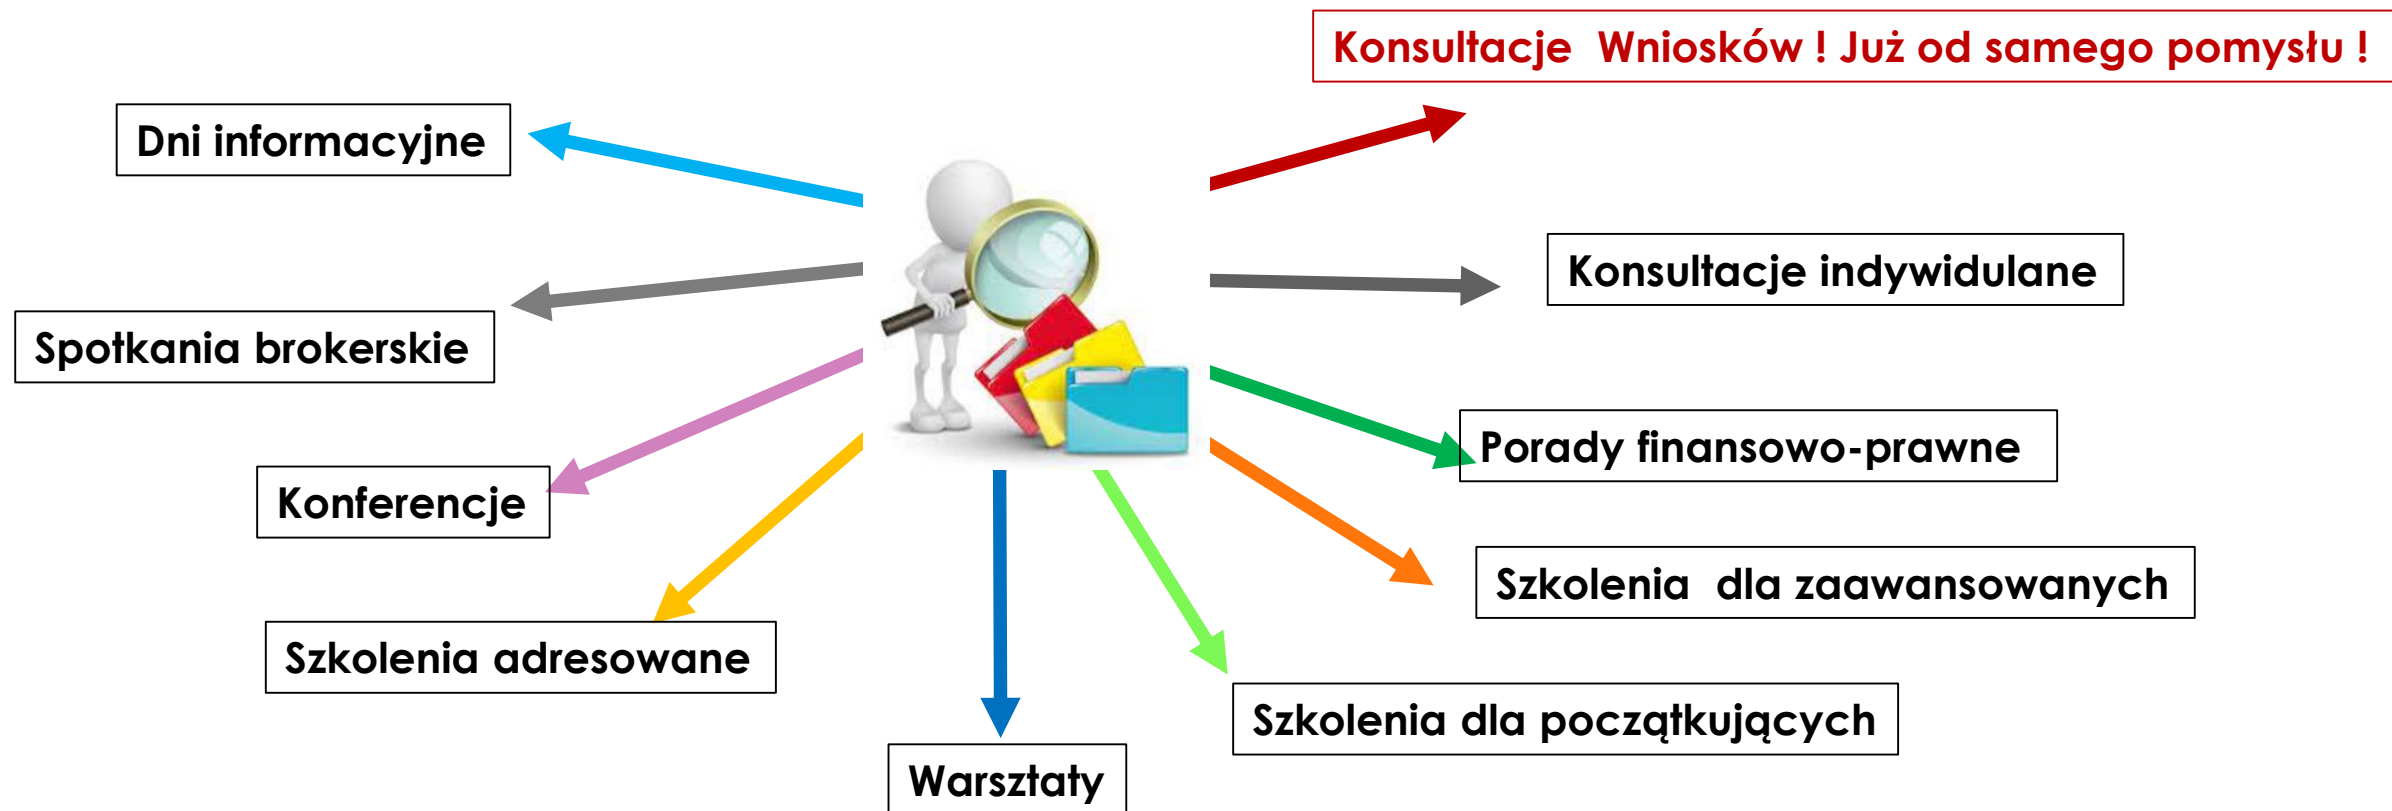 Konsultacje Wniosków ! Już od samego pomysłu !
Dni informacyjne
Konsultacje indywidulane
Spotkania brokerskie
Porady finansowo-prawne
Konferencje
Szkolenia dla zaawansowanych
Szkolenia adresowane
Szkolenia dla początkujących
Warsztaty